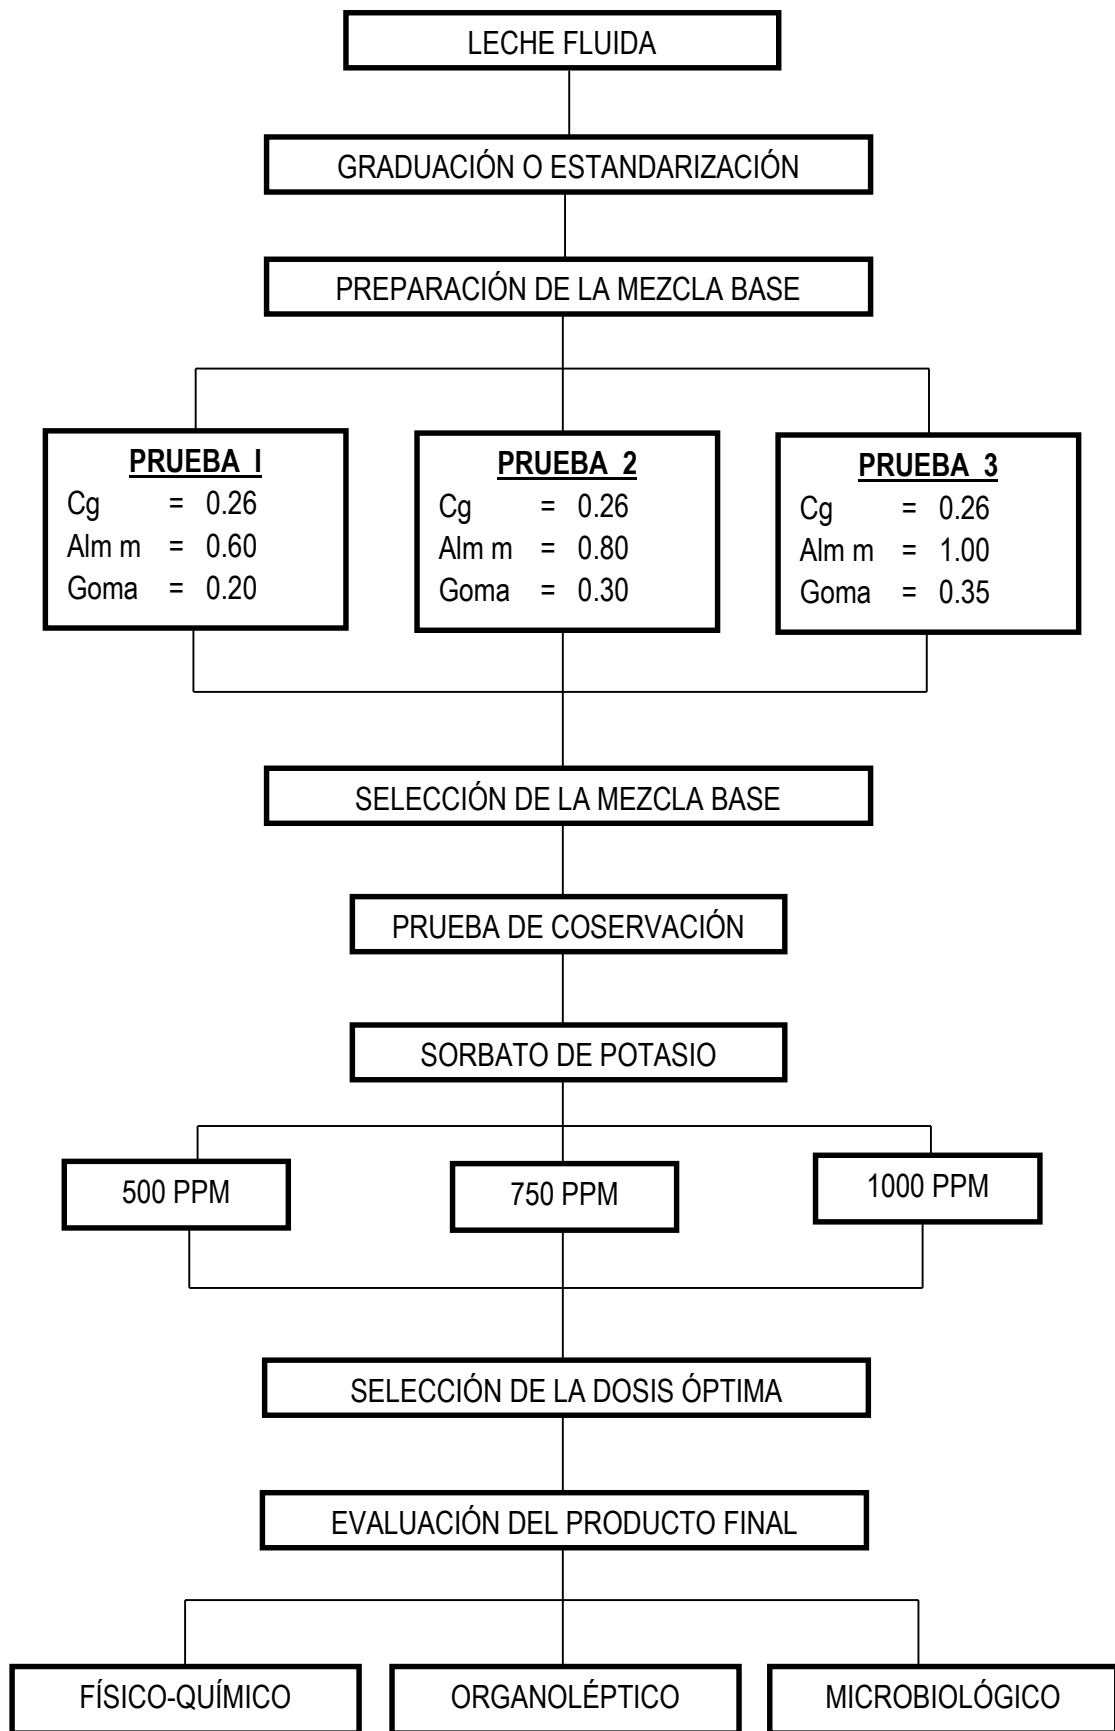 LECHE FLUIDA
GRADUACIÓN O ESTANDARIZACIÓN
PREPARACIÓN DE LA MEZCLA BASE
PRUEBA I
Cg = 0.26
Alm m = 0.60
Goma = 0.20
PRUEBA 2
Cg = 0.26
Alm m = 0.80
Goma = 0.30
PRUEBA 3
Cg = 0.26
Alm m = 1.00
Goma = 0.35
SELECCIÓN DE LA MEZCLA BASE
PRUEBA DE COSERVACIÓN
SORBATO DE POTASIO
500 PPM
750 PPM
1000 PPM
SELECCIÓN DE LA DOSIS ÓPTIMA
EVALUACIÓN DEL PRODUCTO FINAL
FÍSICO-QUÍMICO
ORGANOLÉPTICO
MICROBIOLÓGICO